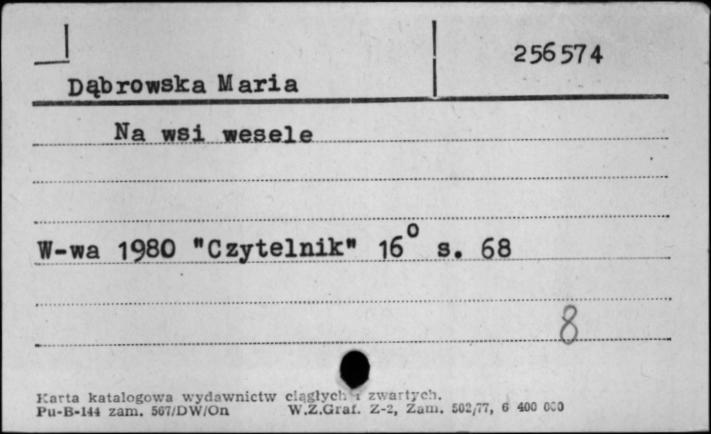 256574
Dąbrowska Maria
Na wsi wesele
W-wa 1980 "Czytelnik" 16° s. 68
8
Karta katalogowa wydawnictw ciągłych i zwartych.
Pu-B-144 zam. 567/DW/On W.Z.Graf. Z-2, Zam. 502/77, 6 400 000